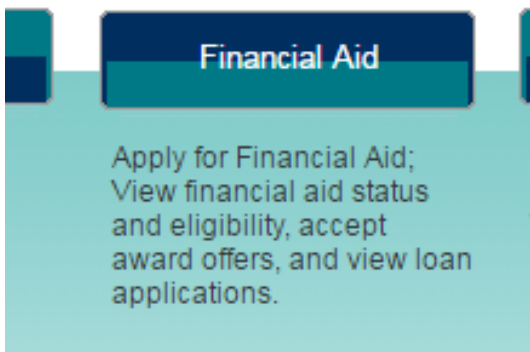 Financial Aid
Apply for Financial Aid;
View financial aid status
and eligibility, accept
award offers, and view loan
applications.